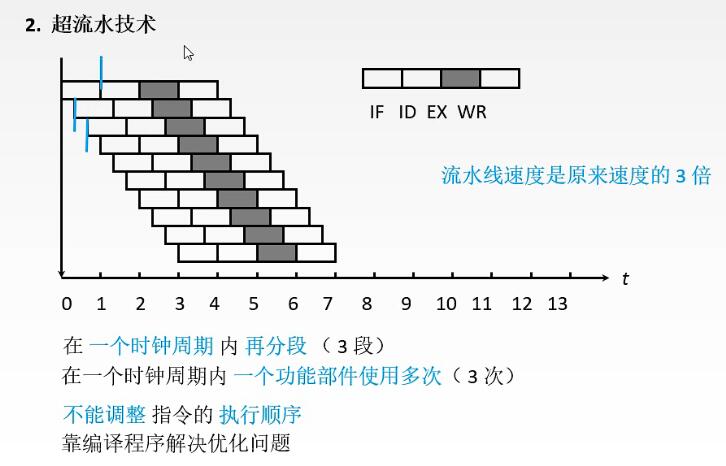 2. 超流水技术
IF ID EX WR
流水线速度是原来速度的 3 倍
t
0 1 2 3 4 5 6 7 8 9 10 11 12 13
在 一个时钟周期 内 再分段 （ 3 段）
在一个时钟周期内 一个功能部件使用多次（ 3 次）
不能调整 指令的 执行顺序
靠编译程序解决优化问题